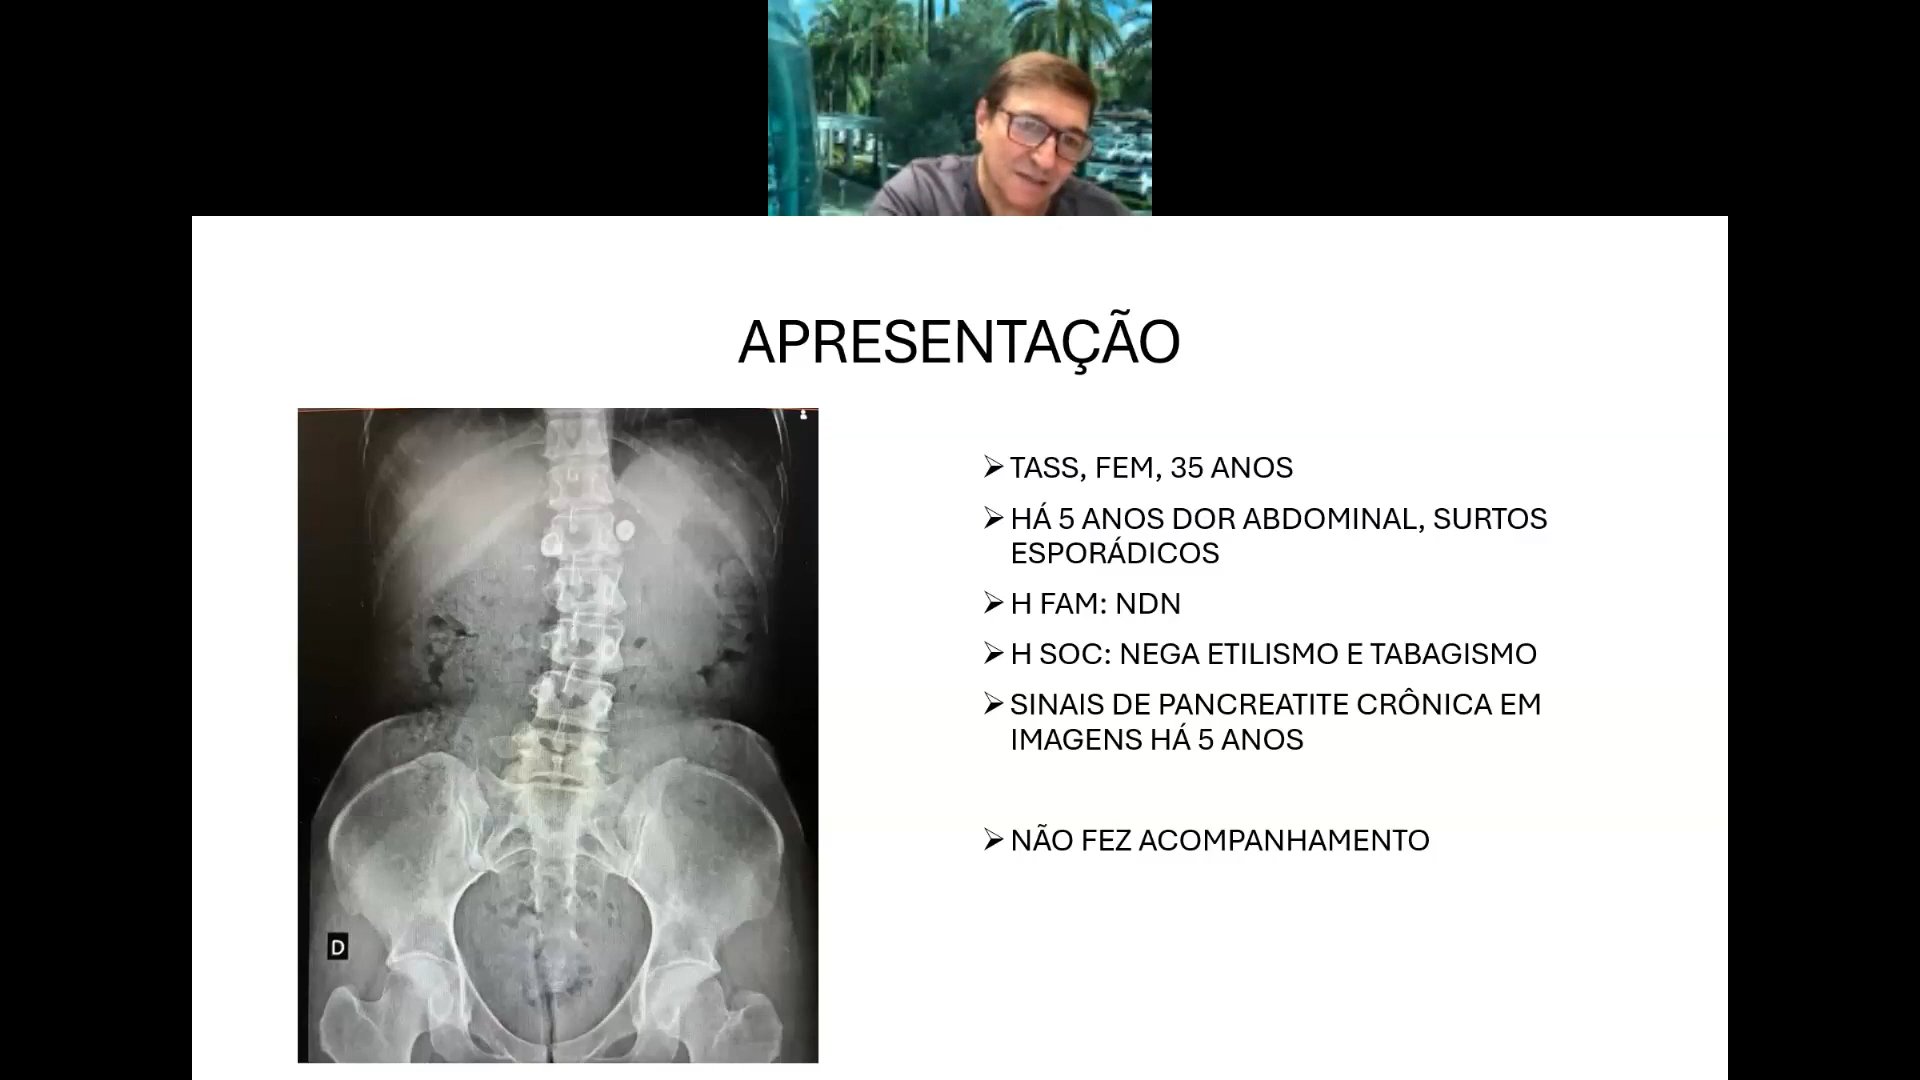 APRESENTAÇÃO
TASS, FEM, 35 ANOS
HÁ 5 ANOS DOR ABDOMINAL, SURTOS
ESPORÁDICOS
H FAM: NDN
H SOC: NEGA ETILISMO E TABAGISMO
SINAIS DE PANCREATITE CRÔNICA EM
IMAGENS HÁ 5 ANOS
NÃO FEZ ACOMPANHAMENTO
D